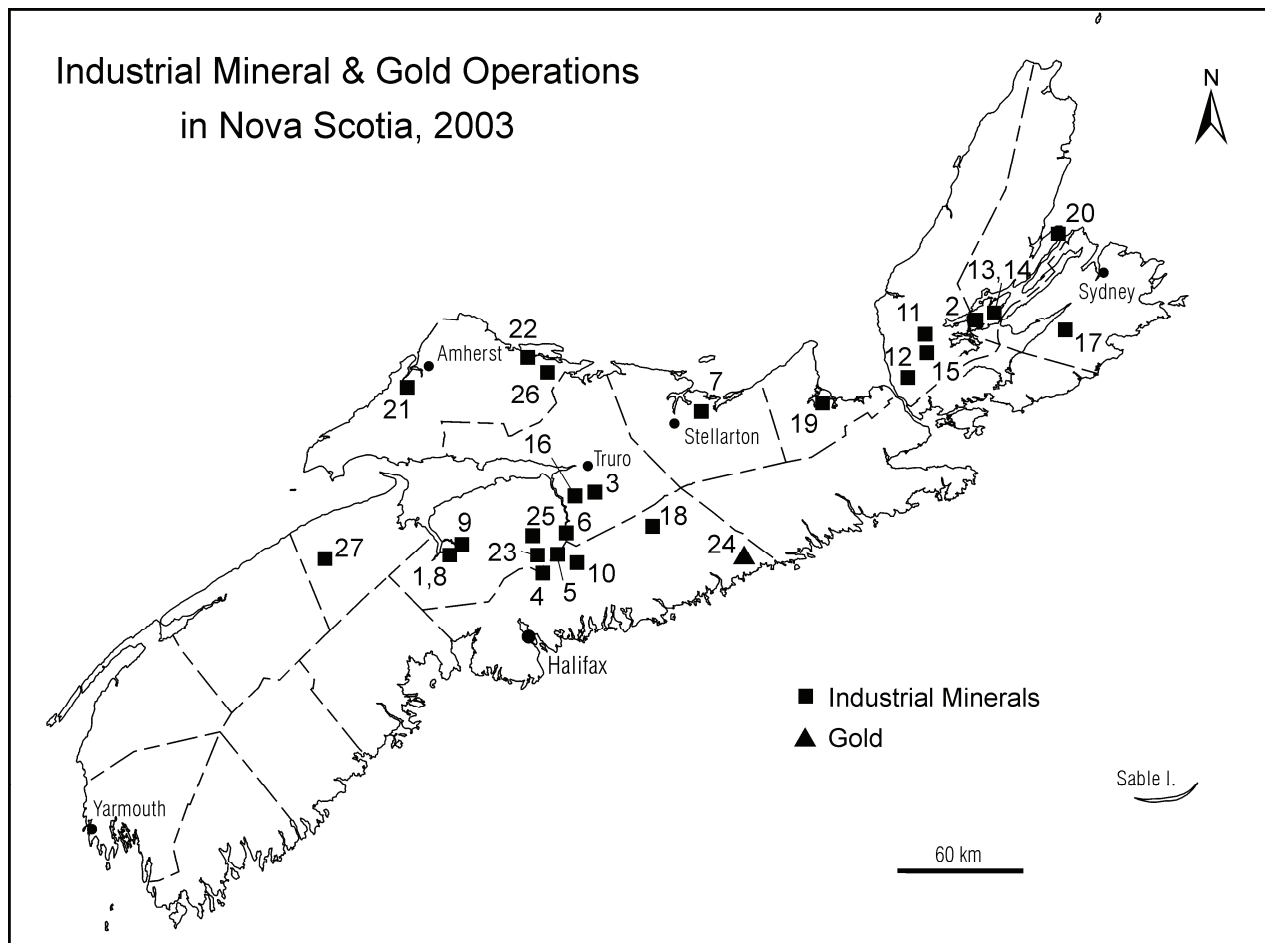 Industrial Mineral & Gold Operations
in Nova Scotia, 2003
N
20
13,14
Sydney
2
11
17
12
15
22
Amherst
26
21
7
Stellarton
19
16
Truro
3
25
6
18
9
24
27
23
1,8
10
4
5
Halifax
Industrial Minerals
Gold
Sable I.
Yarmouth
60 km